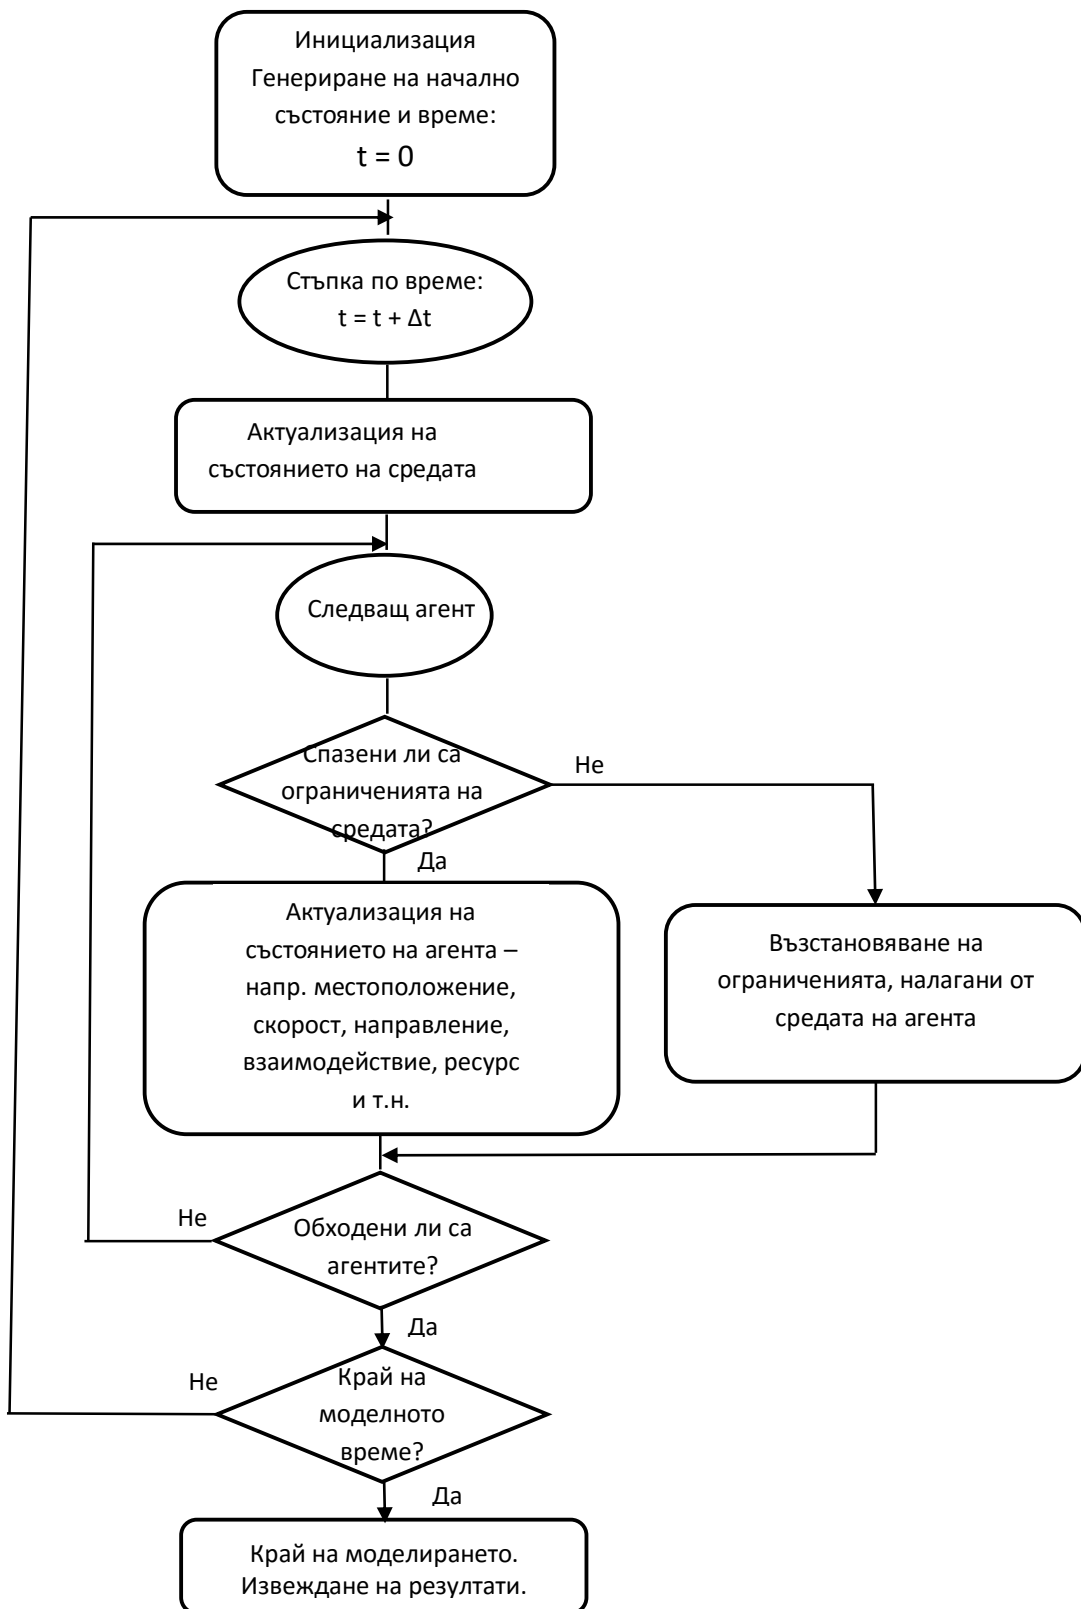 Инициализация
Генериране на начално
състояние и време:
t = 0
Стъпка по време:
t = t + Δt
Актуализация на
състоянието на средата
Следващ агент
Спазени ли са
ограниченията на
средата?
Не
Да
Актуализация на
състоянието на агента –
напр. местоположение,
скорост, направление,
взаимодействие, ресурс
и т.н.
Възстановяване на
ограниченията, налагани от
средата на агента
Не
Обходени ли са
агентите?
Да
Не
Край на
моделното
време?
Да
Край на моделирането.
Извеждане на резултати.